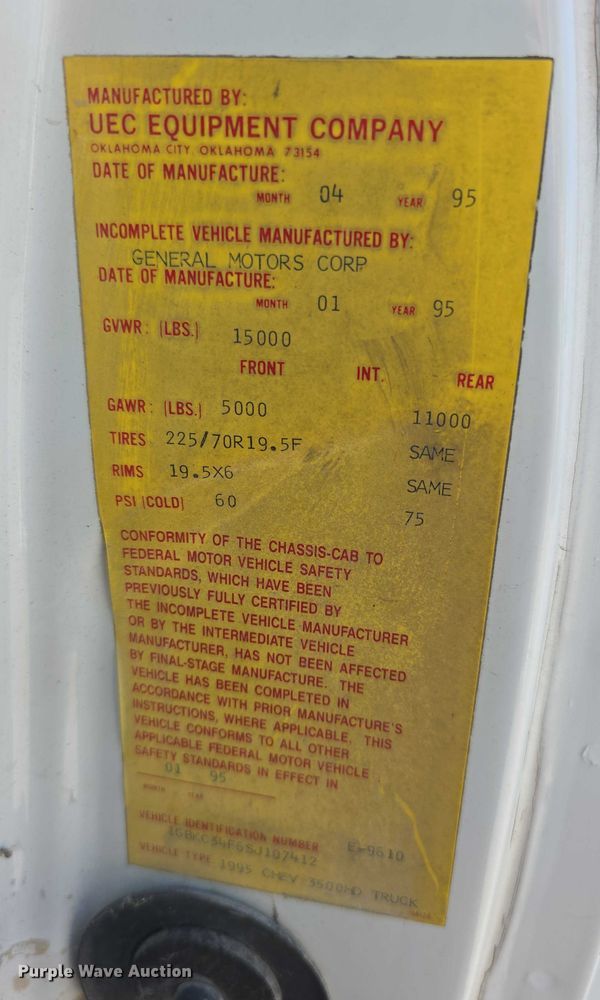 MANUFACTURED BY:
UEC EQUIPMENT COMPANY
OKLAHOMA CITY, OKLAHOMA 73154
DATE OF MANUFACTURE:
MONTH 04 YEAR 95
INCOMPLETE VEHICLE MANUFACTURED BY:
GENERAL MOTORS CORP
DATE OF MANUFACTURE:
MONTH 01 YEAR 95
GVWR: (LBS.) 15000
FRONT INT. REAR
GAWR: (LBS.) 5000 11000
TIRES 225/70R19.5F SAME
RIMS 19.5X6 SAME
PSI (COLD) 60 75
CONFORMITY OF THE CHASSIS-CAB TO
FEDERAL MOTOR VEHICLE SAFETY
STANDARDS, WHICH HAVE BEEN
PREVIOUSLY FULLY CERTIFIED BY
THE INCOMPLETE VEHICLE MANUFACTURER
OR BY THE INTERMEDIATE VEHICLE
MANUFACTURER, HAS NOT BEEN AFFECTED
BY FINAL-STAGE MANUFACTURE. THE
VEHICLE HAS BEEN COMPLETED IN
ACCORDANCE WITH PRIOR MANUFACTURE'S
INSTRUCTIONS, WHERE APPLICABLE. THIS
VEHICLE CONFORMS TO ALL OTHER
APPLICABLE FEDERAL MOTOR VEHICLE
SAFETY STANDARDS IN EFFECT IN
01 95
MONTH YEAR
VEHICLE IDENTIFICATION NUMBER E-9610
1GBKC34F6SJ107412
VEHICLE TYPE 1995 CHEV 3500HD TRUCK
Purple Wave Auction